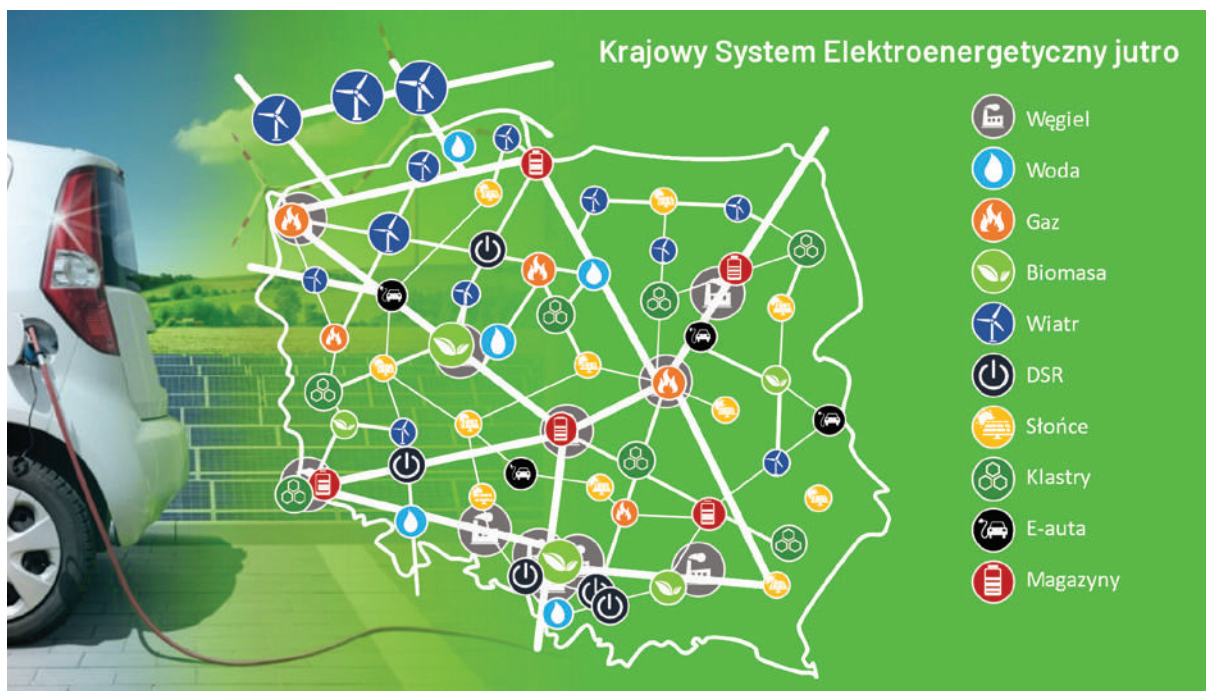 Krajowy System Elektroenergetyczny jutro
Węgiel
Woda
Gaz
Biomasa
Wiatr
DSR
Słońce
Klastry
E-auta
Magazyny